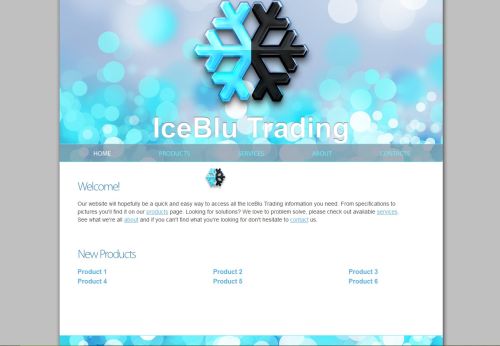 IceBlu Trading
HOME PRODUCTS SERVICES ABOUT CONTACTS
Welcome!
Our website will hopefully be a quick and easy way to access all the IceBlu Trading information you need. From specifications to
pictures you'll find it on our products page. Looking for solutions? We love to problem solve, please check out available services.
See what we're all about and if you can't find what you're looking for don't hesitate to contact us.
New Products
Product 1 Product 2 Product 3
Product 4 Product 5 Product 6